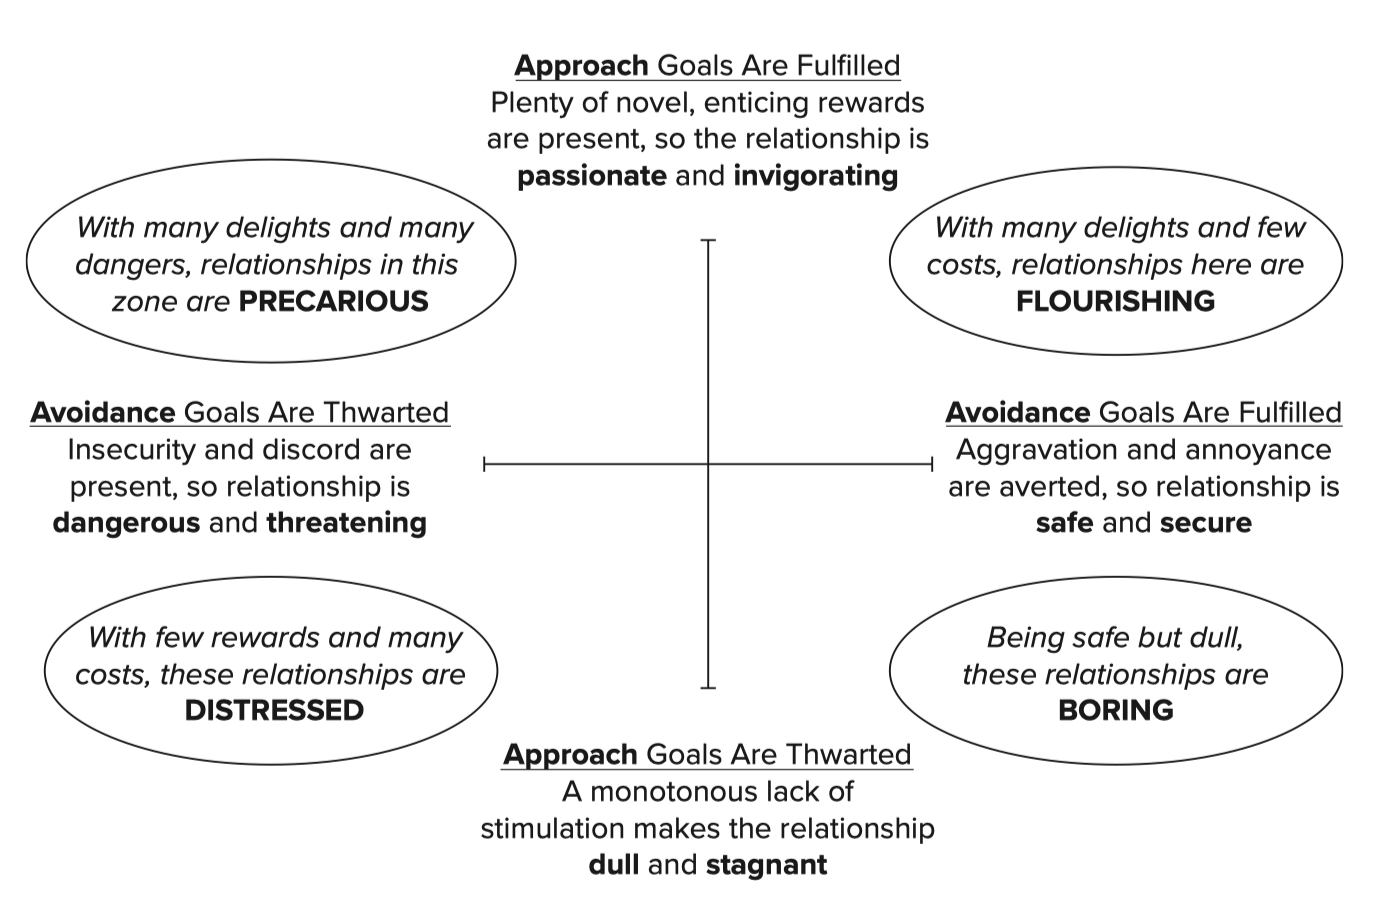 Approach Goals Are Fulfilled
Plenty of novel, enticing rewards
are present, so the relationship is
passionate and invigorating
With many delights and many
dangers, relationships in this
zone are PRECARIOUS
With many delights and few
costs, relationships here are
FLOURISHING
Avoidance Goals Are Thwarted
Insecurity and discord are
present, so relationship is
dangerous and threatening
Avoidance Goals Are Fulfilled
Aggravation and annoyance
are averted, so relationship is
safe and secure
With few rewards and many
costs, these relationships are
DISTRESSED
Being safe but dull,
these relationships are
BORING
Approach Goals Are Thwarted
A monotonous lack of
stimulation makes the relationship
dull and stagnant